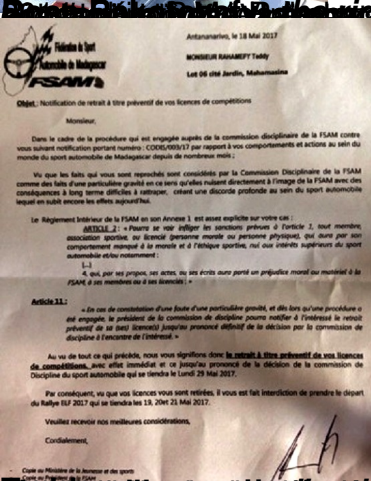 Antananarivo, le 18 Mai 2017
Fédération du Sport
Automobile de Madagascar
FSAM
MONSIEUR RAHAMEFY Teddy
Lot 06 cité Jardin, Mahamasina
Objet : Notification de retrait à titre préventif de vos licences de compétitions
Monsieur,
Dans le cadre de la procédure qui est engagée auprès de la commission disciplinaire de la FSAM contre
vous suivant notification portant numéro : CODIS/003/17 par rapport à vos comportements et actions au sein du
monde du sport automobile de Madagascar depuis de nombreux mois ;
Vu que les faits qui vous sont reprochés sont considérés par la Commission Disciplinaire de la FSAM
comme des faits d'une particulière gravité en ce sens qu'elles nuisent directement à l'image de la FSAM avec des
conséquences à long terme difficiles à rattraper, créant une discorde profonde au sein du sport automobile
lequel en subit encore les effets aujourd'hui.
Le Règlement Intérieur de la FSAM en son Annexe 1 est assez explicite sur votre cas :
ARTICLE 2 : « Pourra se voir infliger les sanctions prévues à l'article 3, tout membre,
association sportive, ou licencié (personne morale ou personne physique), qui aura par son
comportement manqué à la morale et à l'éthique sportive, nui aux intérêts supérieurs du sport
automobile et/ou notamment :
[...]
4. qui, par ses propos, ses actes, ou ses écrits aura porté un préjudice moral ou matériel à la
FSAM, à ses membres ou à ses licenciés ; »
Article 11 :
« En cas de constatation d'une faute d'une particulière gravité, et dès lors qu'une procédure a
été engagée, le président de la commission de discipline pourra notifier à l'intéressé le retrait
préventif de sa (ses) licence(s) jusqu'au prononcé définitif de la décision par la commission de
discipline à l'encontre de l'intéressé. »
Au vu de tout ce qui précède, nous vous signifions donc le retrait à titre préventif de vos licences
de compétitions, avec effet immédiat et ce jusqu'au prononcé de la décision de la commission de
Discipline du sport automobile qui se tiendra le Lundi 29 Mai 2017.
Par conséquent, vu que vos licences vous sont retirées, il vous est fait interdiction de prendre le départ
du Rallye IILF 2017 qui se tiendra les 19, 20et 21 Mai 2017.
Veuillez recevoir nos meilleures considérations,
Cordialement,
- Copie au Ministère de la Jeunesse et des sports
- Copie au Président de la FSAM